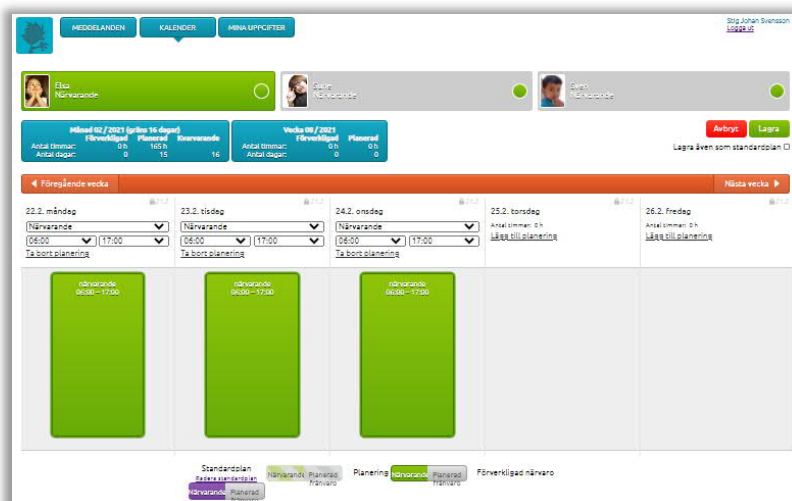 MEDDELANDEN KALENDER MINA UPPGIFTER
Stig Johan Svensson
Logga ut
Elsa
Närvarande
Närvarande
Sven
Närvarande
Månad 02 / 2021 (gräns 16 dagar)
Förverkligad Planerad Kvarvarande
Antal timmar: 0 h 165 h
Antal dagar: 0 15 16
Vecka 08 / 2021
Förverkligad Planerad
Antal timmar: 0 h 0 h
Antal dagar: 0 0
Avbryt Lagra
Lagra även som standardplan
Föregående vecka Nästa vecka
22.2. måndag 23.2. tisdag 24.2. onsdag 25.2. torsdag 26.2. fredag
Närvarande Närvarande Närvarande Antal timmar: 0 h Antal timmar: 0 h
06:00 17:00 06:00 17:00 06:00 17:00 Lägg till planering Lägg till planering
Ta bort planering Ta bort planering Ta bort planering
närvarande närvarande närvarande
06:00 – 17:00 06:00 – 17:00 06:00 – 17:00
Standardplan
Radera standardplan
Närvarande Planerad frånvaro
Planering
Närvarande Planerad frånvaro
Förverkligad närvaro
Närvarande Planerad frånvaro